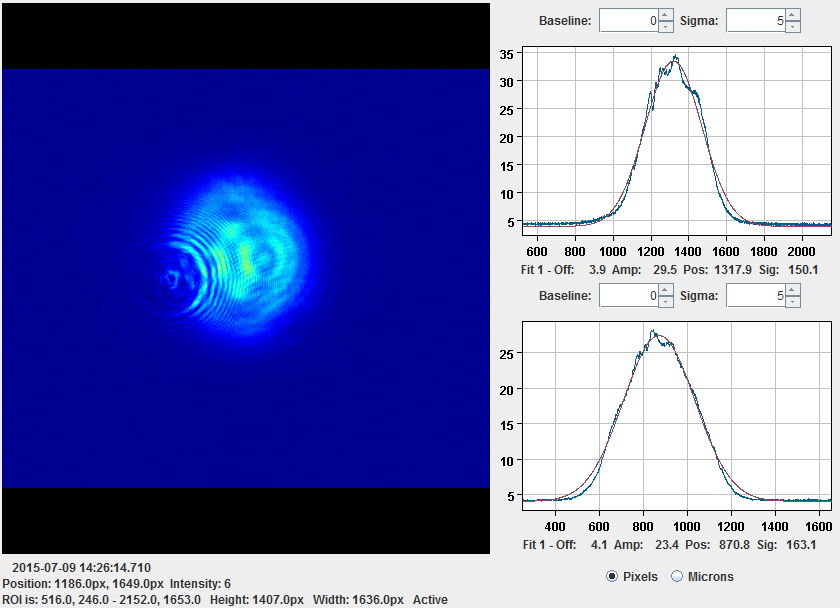 Baseline: 0 Sigma: 5
35
30
25
20
15
10
5
600 800 1000 1200 1400 1600 1800 2000
Fit 1 - Off: 3.9 Amp: 29.5 Pos: 1317.9 Sig: 150.1
Baseline: 0 Sigma: 5
25
20
15
10
5
400 600 800 1000 1200 1400 1600
Fit 1 - Off: 4.1 Amp: 23.4 Pos: 870.8 Sig: 163.1
Pixels Microns
2015-07-09 14:26:14.710
Position: 1186.0px, 1649.0px Intensity: 6
ROI is: 516.0, 246.0 - 2152.0, 1653.0 Height: 1407.0px Width: 1636.0px Active